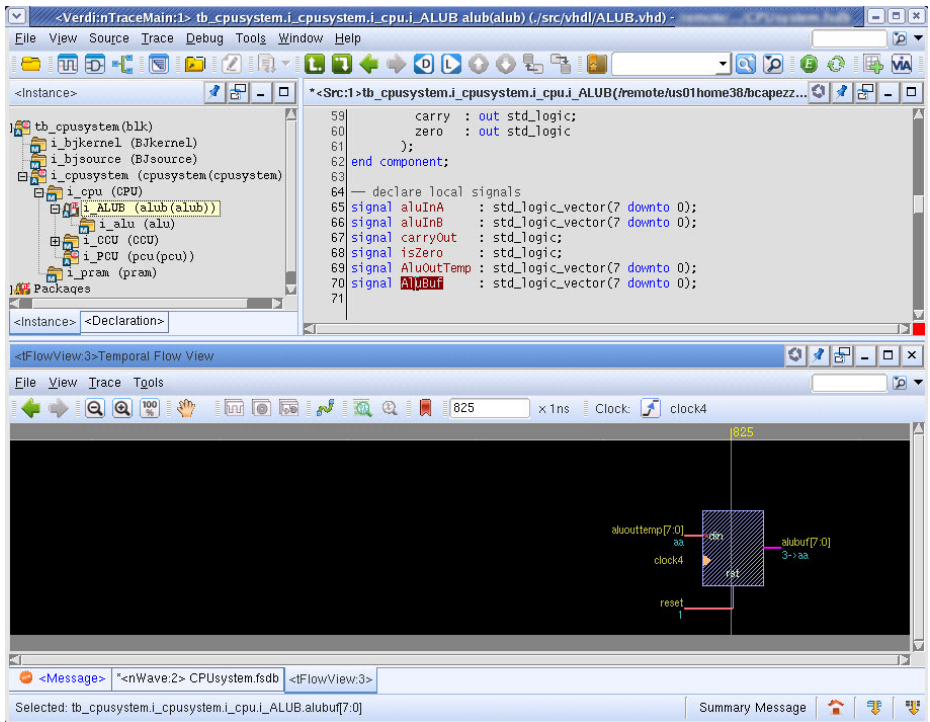 <Verdi:nTraceMain:1> tb_cpusystem.i_cpusystem.i_cpu.i_ALUB alub(alub) (./src/vhdl/ALUB.vhd) -
File View Source Trace Debug Tools Window Help
<Instance>
*<Src:1>tb_cpusystem.i_cpusystem.i_cpu.i_ALUB(/remote/us01home38/bcapezz...
tb_cpusystem(blk)
i_bjkernel (BJkernel)
i_bjsource (BJsource)
i_cpusystem (cpusystem(cpusystem)
i_cpu (CPU)
i_ALUB (alub(alub))
i_alu (alu)
i_CCU (CCU)
i_PCU (pcu(pcu))
i_pram (pram)
Packages
<Instance> <Declaration>
59 carry : out std_logic;
60 zero : out std_logic
61 );
62 end component;
63
64 -- declare local signals
65 signal aluInA : std_logic_vector(7 downto 0);
66 signal aluInB : std_logic_vector(7 downto 0);
67 signal carryOut : std_logic;
68 signal isZero : std_logic;
69 signal AluOutTemp : std_logic_vector(7 downto 0);
70 signal AluBuf : std_logic_vector(7 downto 0);
71
<tFlowView:3>Temporal Flow View
File View Trace Tools
100 %
825 x 1ns Clock: clock4
825
aluouttemp[7:0]
aa
din
alubuf[7:0]
3->aa
clock4
rst
reset
1
<Message> *<nWave:2> CPUsystem.fsdb <tFlowView:3>
Selected: tb_cpusystem.i_cpusystem.i_cpu.i_ALUB.alubuf[7:0] Summary Message